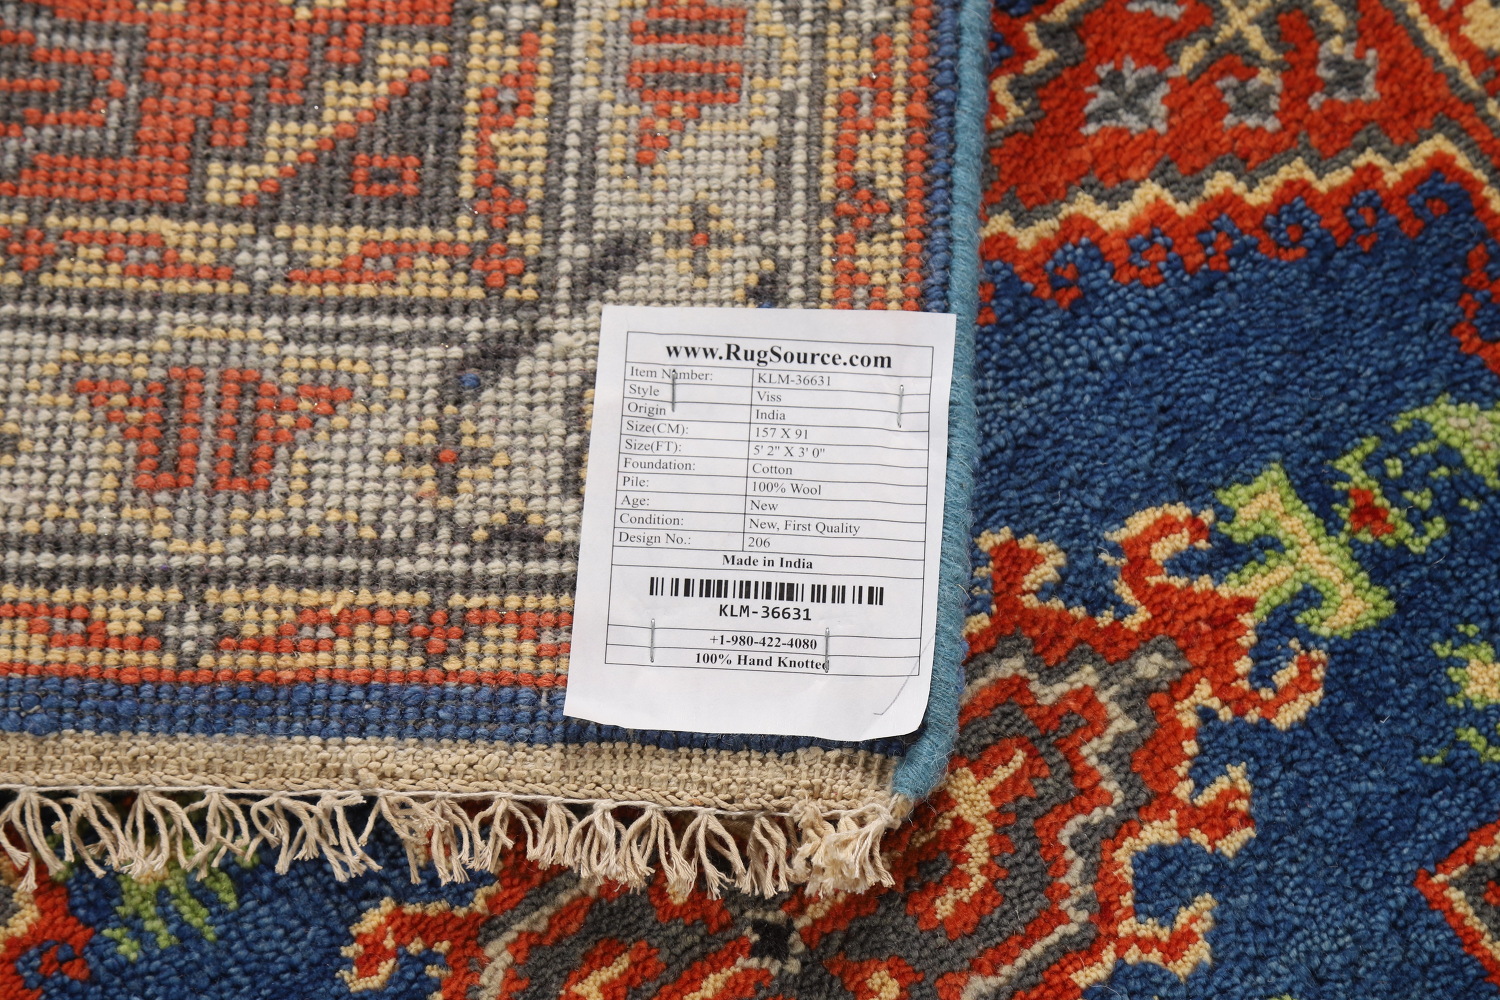 www.RugSource.com
Item Number: KLM-36631
Style Viss
Origin India
Size(CM): 157 X 91
Size(FT): 5' 2" X 3' 0"
Foundation: Cotton
Pile: 100% Wool
Age: New
Condition: New, First Quality
Design No.: 206
Made in India
KLM-36631
+1-980-422-4080
100% Hand Knotted